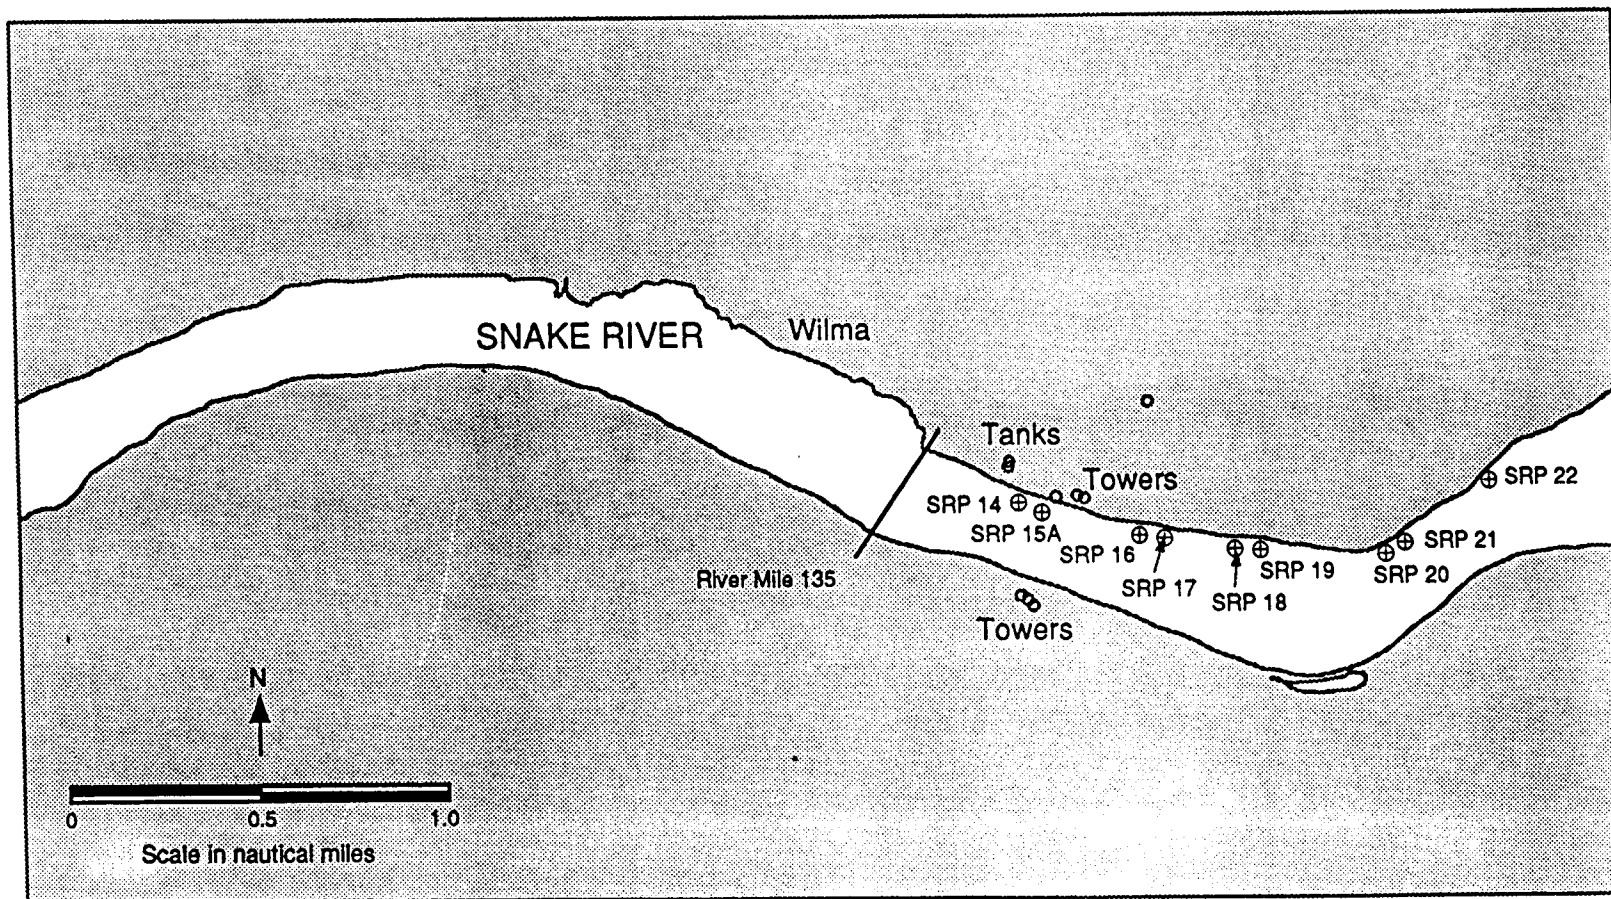 SNAKE RIVER
Wilma
Tanks
Towers
SRP 14
SRP 15A
SRP 16
SRP 17
SRP 18
SRP 19
SRP 20
SRP 21
SRP 22
River Mile 135
Towers
N
0 0.5 1.0
Scale in nautical miles